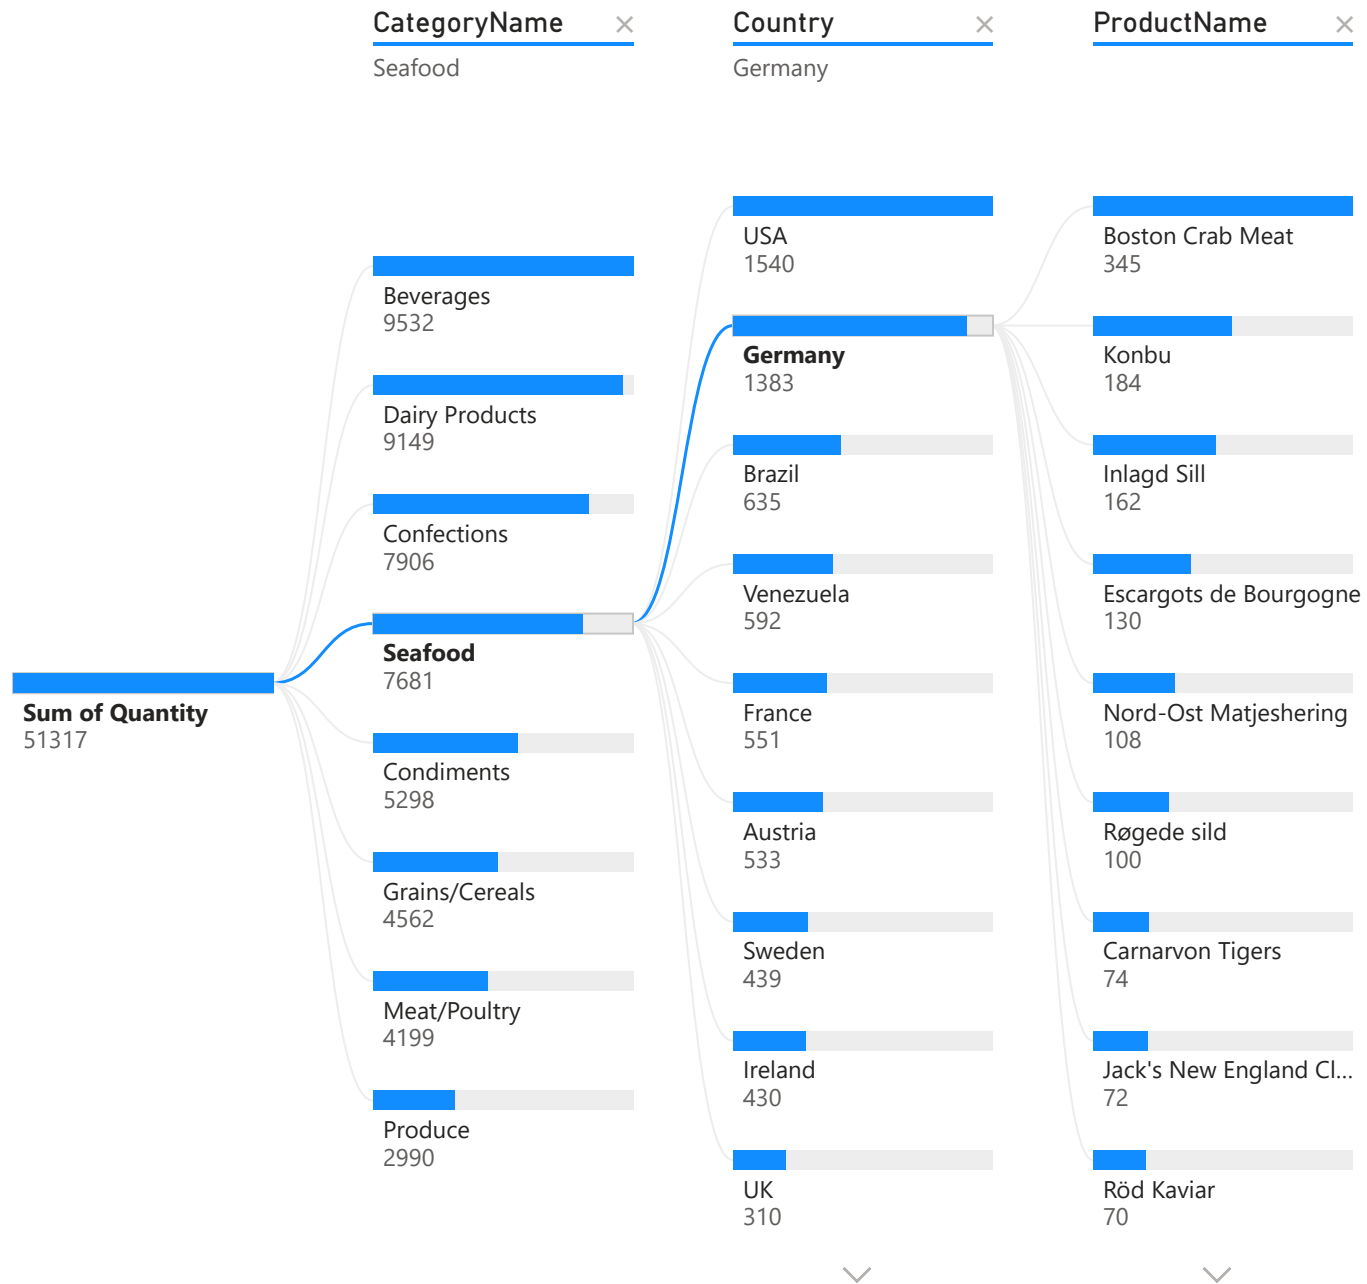 CategoryName
Seafood
Country
Germany
ProductName
Sum of Quantity
51317
Beverages
9532
Dairy Products
9149
Confections
7906
Seafood
7681
Condiments
5298
Grains/Cereals
4562
Meat/Poultry
4199
Produce
2990
USA
1540
Germany
1383
Brazil
635
Venezuela
592
France
551
Austria
533
Sweden
439
Ireland
430
UK
310
Boston Crab Meat
345
Konbu
184
Inlagd Sill
162
Escargots de Bourgogne
130
Nord-Ost Matjeshering
108
Røgede sild
100
Carnarvon Tigers
74
Jack's New England Cl...
72
Röd Kaviar
70